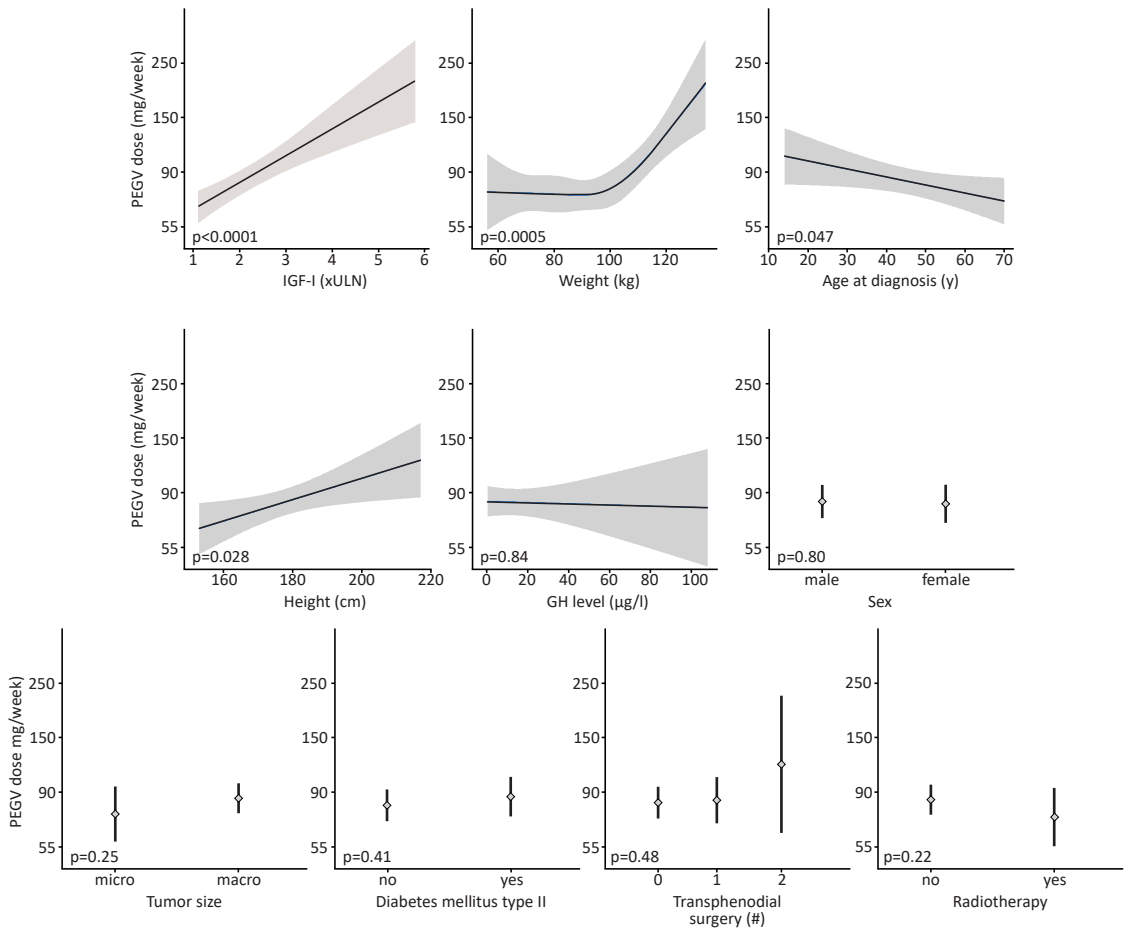 PEGV dose (mg/week)
250
150
90
55
p<0.0001
1 2 3 4 5 6
IGF-I (xULN)
250
150
90
55
p=0.0005
60 80 100 120
Weight (kg)
250
150
90
55
p=0.047
10 20 30 40 50 60 70
Age at diagnosis (y)
PEGV dose (mg/week)
250
150
90
55
p=0.028
160 180 200 220
Height (cm)
250
150
90
55
p=0.84
0 20 40 60 80 100
GH level (µg/l)
250
150
90
55
p=0.80
male female
Sex
PEGV dose mg/week)
250
150
90
55
p=0.25
micro macro
Tumor size
250
150
90
55
p=0.41
no yes
Diabetes mellitus type II
250
150
90
55
p=0.48
0 1 2
Transphenodial
surgery (#)
250
150
90
55
p=0.22
no yes
Radiotherapy